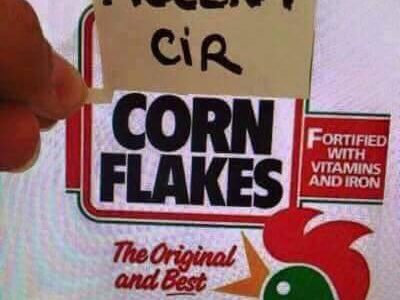 CiR
CORN
FLAKES
FORTIFIED
WITH
VITAMINS
AND IRON
The Original
and Best